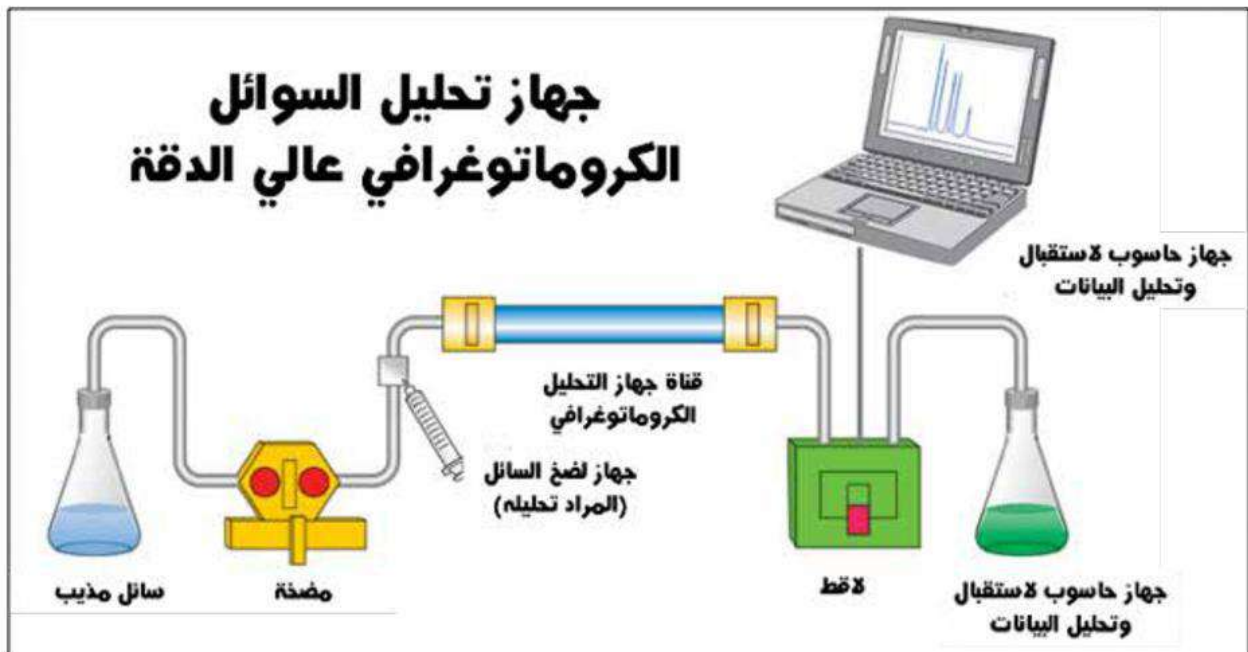 جهاز تحليل السوائل
الكروماتوغرافي عالي الدقة
جهاز حاسوب لاستقبال
وتحليل البيانات
قناة جهاز التحليل
الكروماتوغرافي
جهاز لضخ السائل
(المراد تحليله)
سائل مذيب
مضخة
لاقط
جهاز حاسوب لاستقبال
وتحليل البيانات